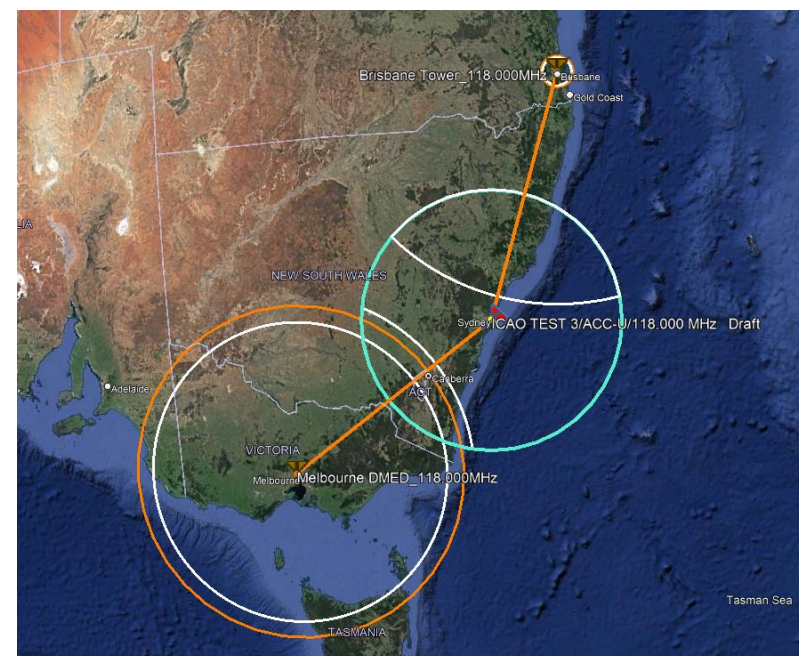 Brisbane Tower_118.000MHz
Brisbane
Gold Coast
LIA
NEW SOUTH WALES
Sydney
ICAO TEST 3/ACC-U/118.000 MHz Draft
Canberra
ACT
Adelaide
VICTORIA
Melbourne
Melbourne DMED_118.000MHz
Tasman Sea
TASMANIA